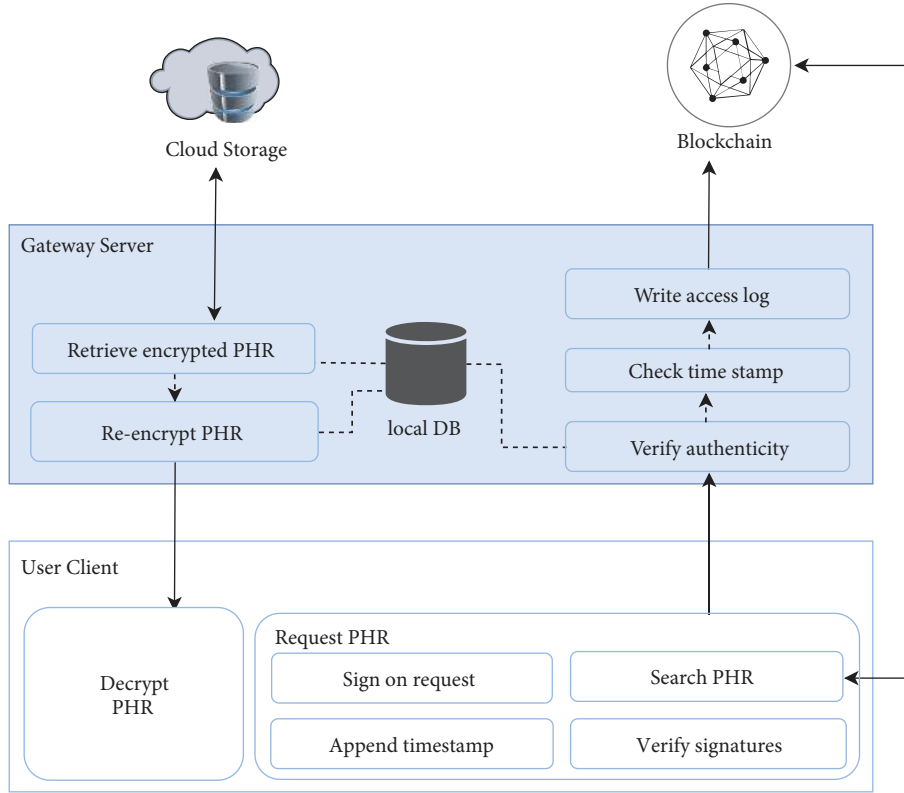 Cloud Storage
Blockchain
Gateway Server
Write access log
Retrieve encrypted PHR
Check time stamp
Re-encrypt PHR
local DB
Verify authenticity
User Client
Decrypt
PHR
Request PHR
Sign on request
Search PHR
Append timestamp
Verify signatures